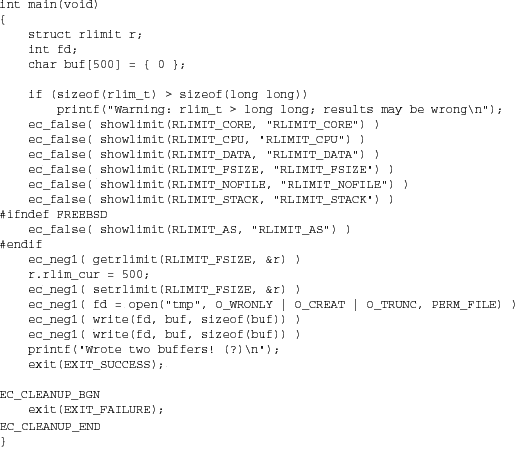 int main(void)
{
    struct rlimit r;
    int fd;
    char buf[500] = { 0 };

    if (sizeof(rlim_t) > sizeof(long long))
        printf("Warning: rlim_t > long long; results may be wrong\n");
    ec_false( showlimit(RLIMIT_CORE, "RLIMIT_CORE") )
    ec_false( showlimit(RLIMIT_CPU, "RLIMIT_CPU") )
    ec_false( showlimit(RLIMIT_DATA, "RLIMIT_DATA") )
    ec_false( showlimit(RLIMIT_FSIZE, "RLIMIT_FSIZE") )
    ec_false( showlimit(RLIMIT_NOFILE, "RLIMIT_NOFILE") )
    ec_false( showlimit(RLIMIT_STACK, "RLIMIT_STACK") )
#ifndef FREEBSD
    ec_false( showlimit(RLIMIT_AS, "RLIMIT_AS") )
#endif
    ec_neg1( getrlimit(RLIMIT_FSIZE, &r) )
    r.rlim_cur = 500;
    ec_neg1( setrlimit(RLIMIT_FSIZE, &r) )
    ec_neg1( fd = open("tmp", O_WRONLY | O_CREAT | O_TRUNC, PERM_FILE) )
    ec_neg1( write(fd, buf, sizeof(buf)) )
    ec_neg1( write(fd, buf, sizeof(buf)) )
    printf("Wrote two buffers! (?)\n");
    exit(EXIT_SUCCESS);

EC_CLEANUP_BGN
    exit(EXIT_FAILURE);
EC_CLEANUP_END
}